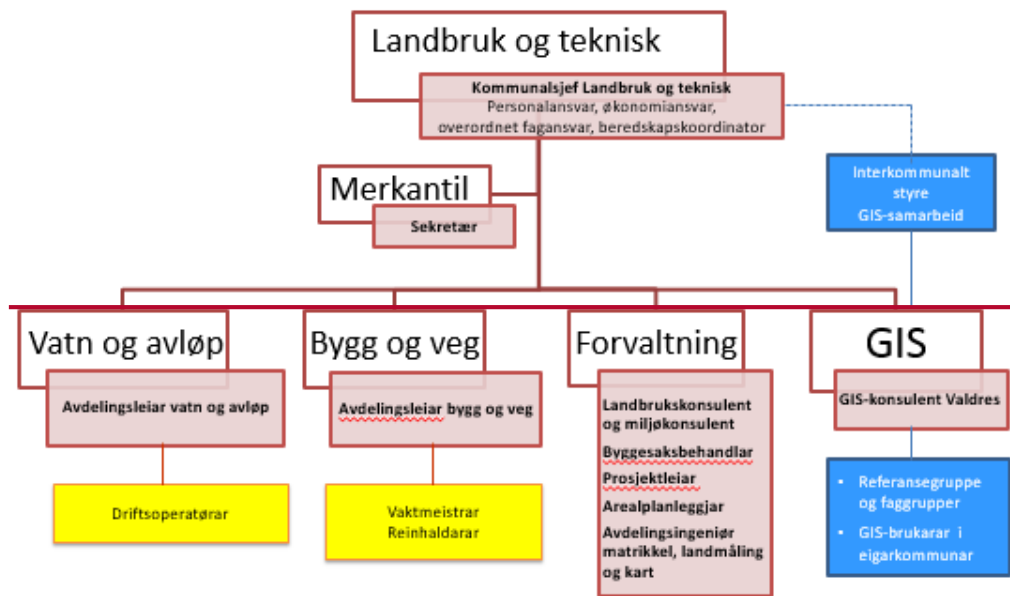 Landbruk og teknisk
Kommunalsjef Landbruk og teknisk
Personalansvar, økonomiansvar,
overordnet fagansvar, beredskapskoordinator
Interkommunalt
styre
GIS-samarbeid
Merkantil
Sekretær
Vatn og avløp
Avdelingsleiar vatn og avløp
Driftsoperatørar
Bygg og veg
Avdelingsleiar bygg og veg
Vaktmeistrar
Reinhaldarar
Forvaltning
Landbrukskonsulent
og miljøkonsulent
Byggesaksbehandlar
Prosjektleiar
Arealplanleggjar
Avdelingsingeniør
matrikkel, landmåling
og kart
GIS
GIS-konsulent Valdres
• Referansegruppe
og faggrupper
• GIS-brukarar i
eigarkommunar